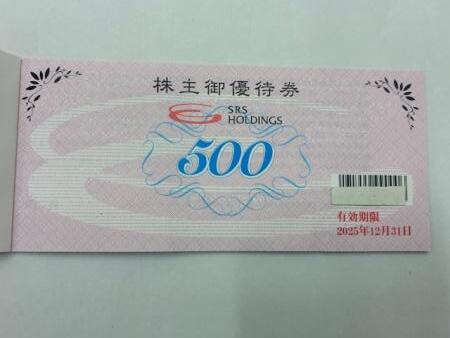 株主御優待券
SRS
HOLDINGS
500
有効期限
2025年12月31日